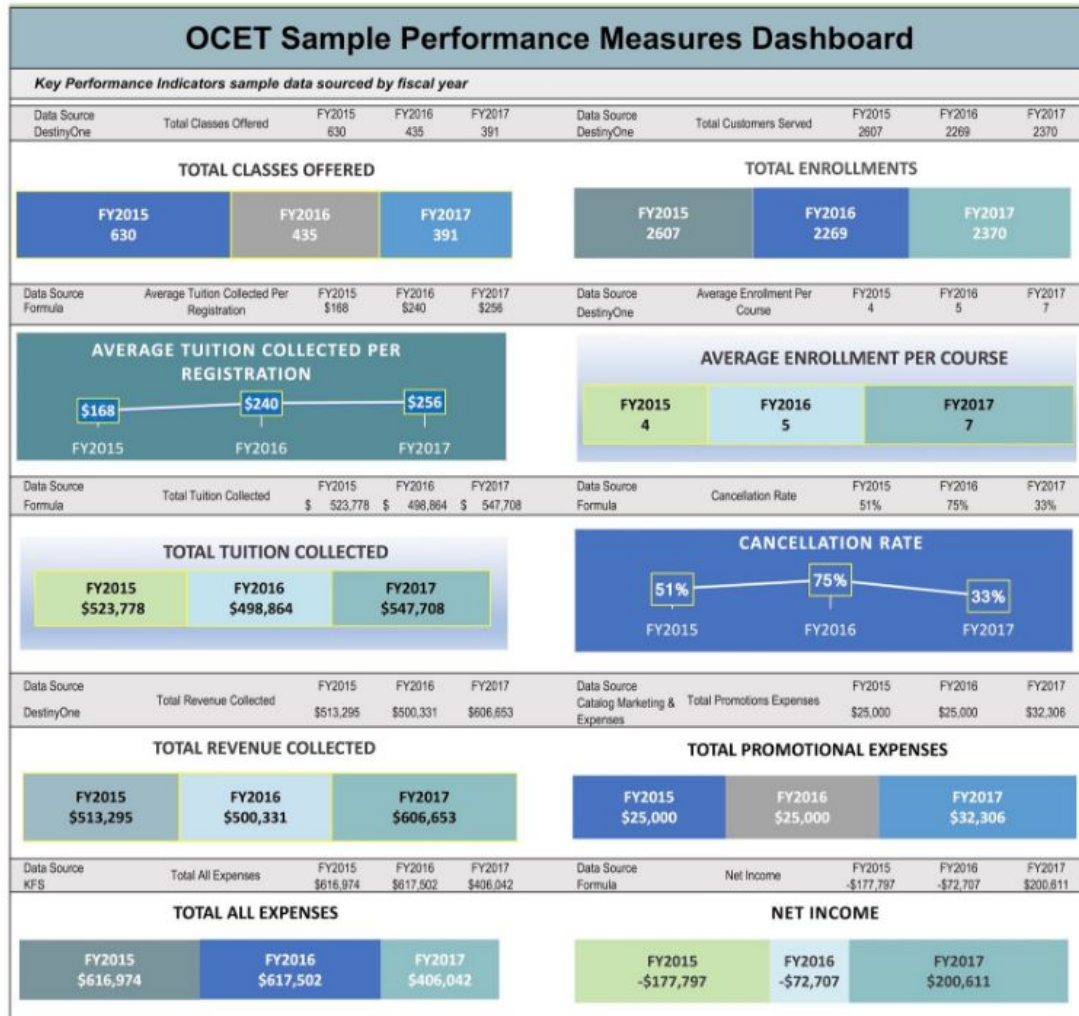 OCET Sample Performance Measures Dashboard
Key Performance Indicators sample data sourced by fiscal year
Data Source
DestinyOne
Total Classes Offered
FY2015 FY2016 FY2017
630 435 391
Data Source
DestinyOne
Total Customers Served
FY2015 FY2016 FY2017
2607 2269 2370
TOTAL CLASSES OFFERED
FY2015 FY2016 FY2017
630 435 391
TOTAL ENROLLMENTS
FY2015 FY2016 FY2017
2607 2269 2370
Data Source
Formula
Average Tuition Collected Per
Registration
FY2015 FY2016 FY2017
$168 $240 $256
Data Source
DestinyOne
Average Enrollment Per
Course
FY2015 FY2016 FY2017
4 5 7
AVERAGE TUITION COLLECTED PER
REGISTRATION
$168 $240 $256
FY2015 FY2016 FY2017
AVERAGE ENROLLMENT PER COURSE
FY2015 FY2016 FY2017
4 5 7
Data Source
Formula
Total Tuition Collected
FY2015 FY2016 FY2017
$ 523,778 $ 498,864 $ 547,708
Data Source
Formula
Cancellation Rate
FY2015 FY2016 FY2017
51% 75% 33%
TOTAL TUITION COLLECTED
FY2015 FY2016 FY2017
$523,778 $498,864 $547,708
CANCELLATION RATE
51% 75% 33%
FY2015 FY2016 FY2017
Data Source
DestinyOne
Total Revenue Collected
FY2015 FY2016 FY2017
$513,295 $500,331 $606,653
Data Source
Catalog Marketing &
Expenses
Total Promotions Expenses
FY2015 FY2016 FY2017
$25,000 $25,000 $32,306
TOTAL REVENUE COLLECTED
FY2015 FY2016 FY2017
$513,295 $500,331 $606,653
TOTAL PROMOTIONAL EXPENSES
FY2015 FY2016 FY2017
$25,000 $25,000 $32,306
Data Source
KFS
Total All Expenses
FY2015 FY2016 FY2017
$616,974 $617,502 $406,042
Data Source
Formula
Net Income
FY2015 FY2016 FY2017
-$177,797 -$72,707 $200,611
TOTAL ALL EXPENSES
FY2015 FY2016 FY2017
$616,974 $617,502 $406,042
NET INCOME
FY2015 FY2016 FY2017
-$177,797 -$72,707 $200,611